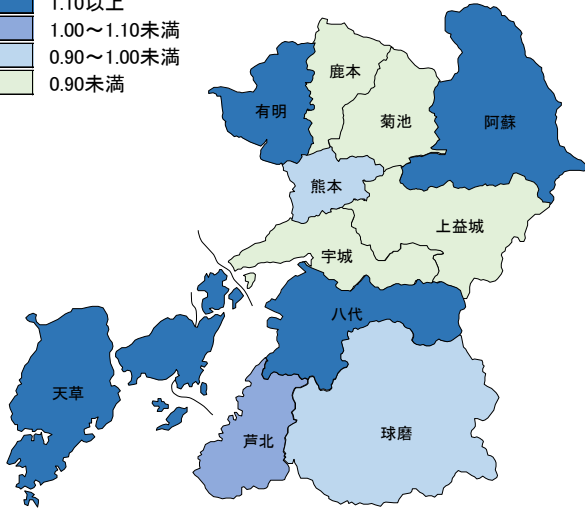 1.10以上
1.00～1.10未満
0.90～1.00未満
0.90未満
鹿本
有明
菊池
阿蘇
熊本
上益城
宇城
八代
天草
芦北
球磨